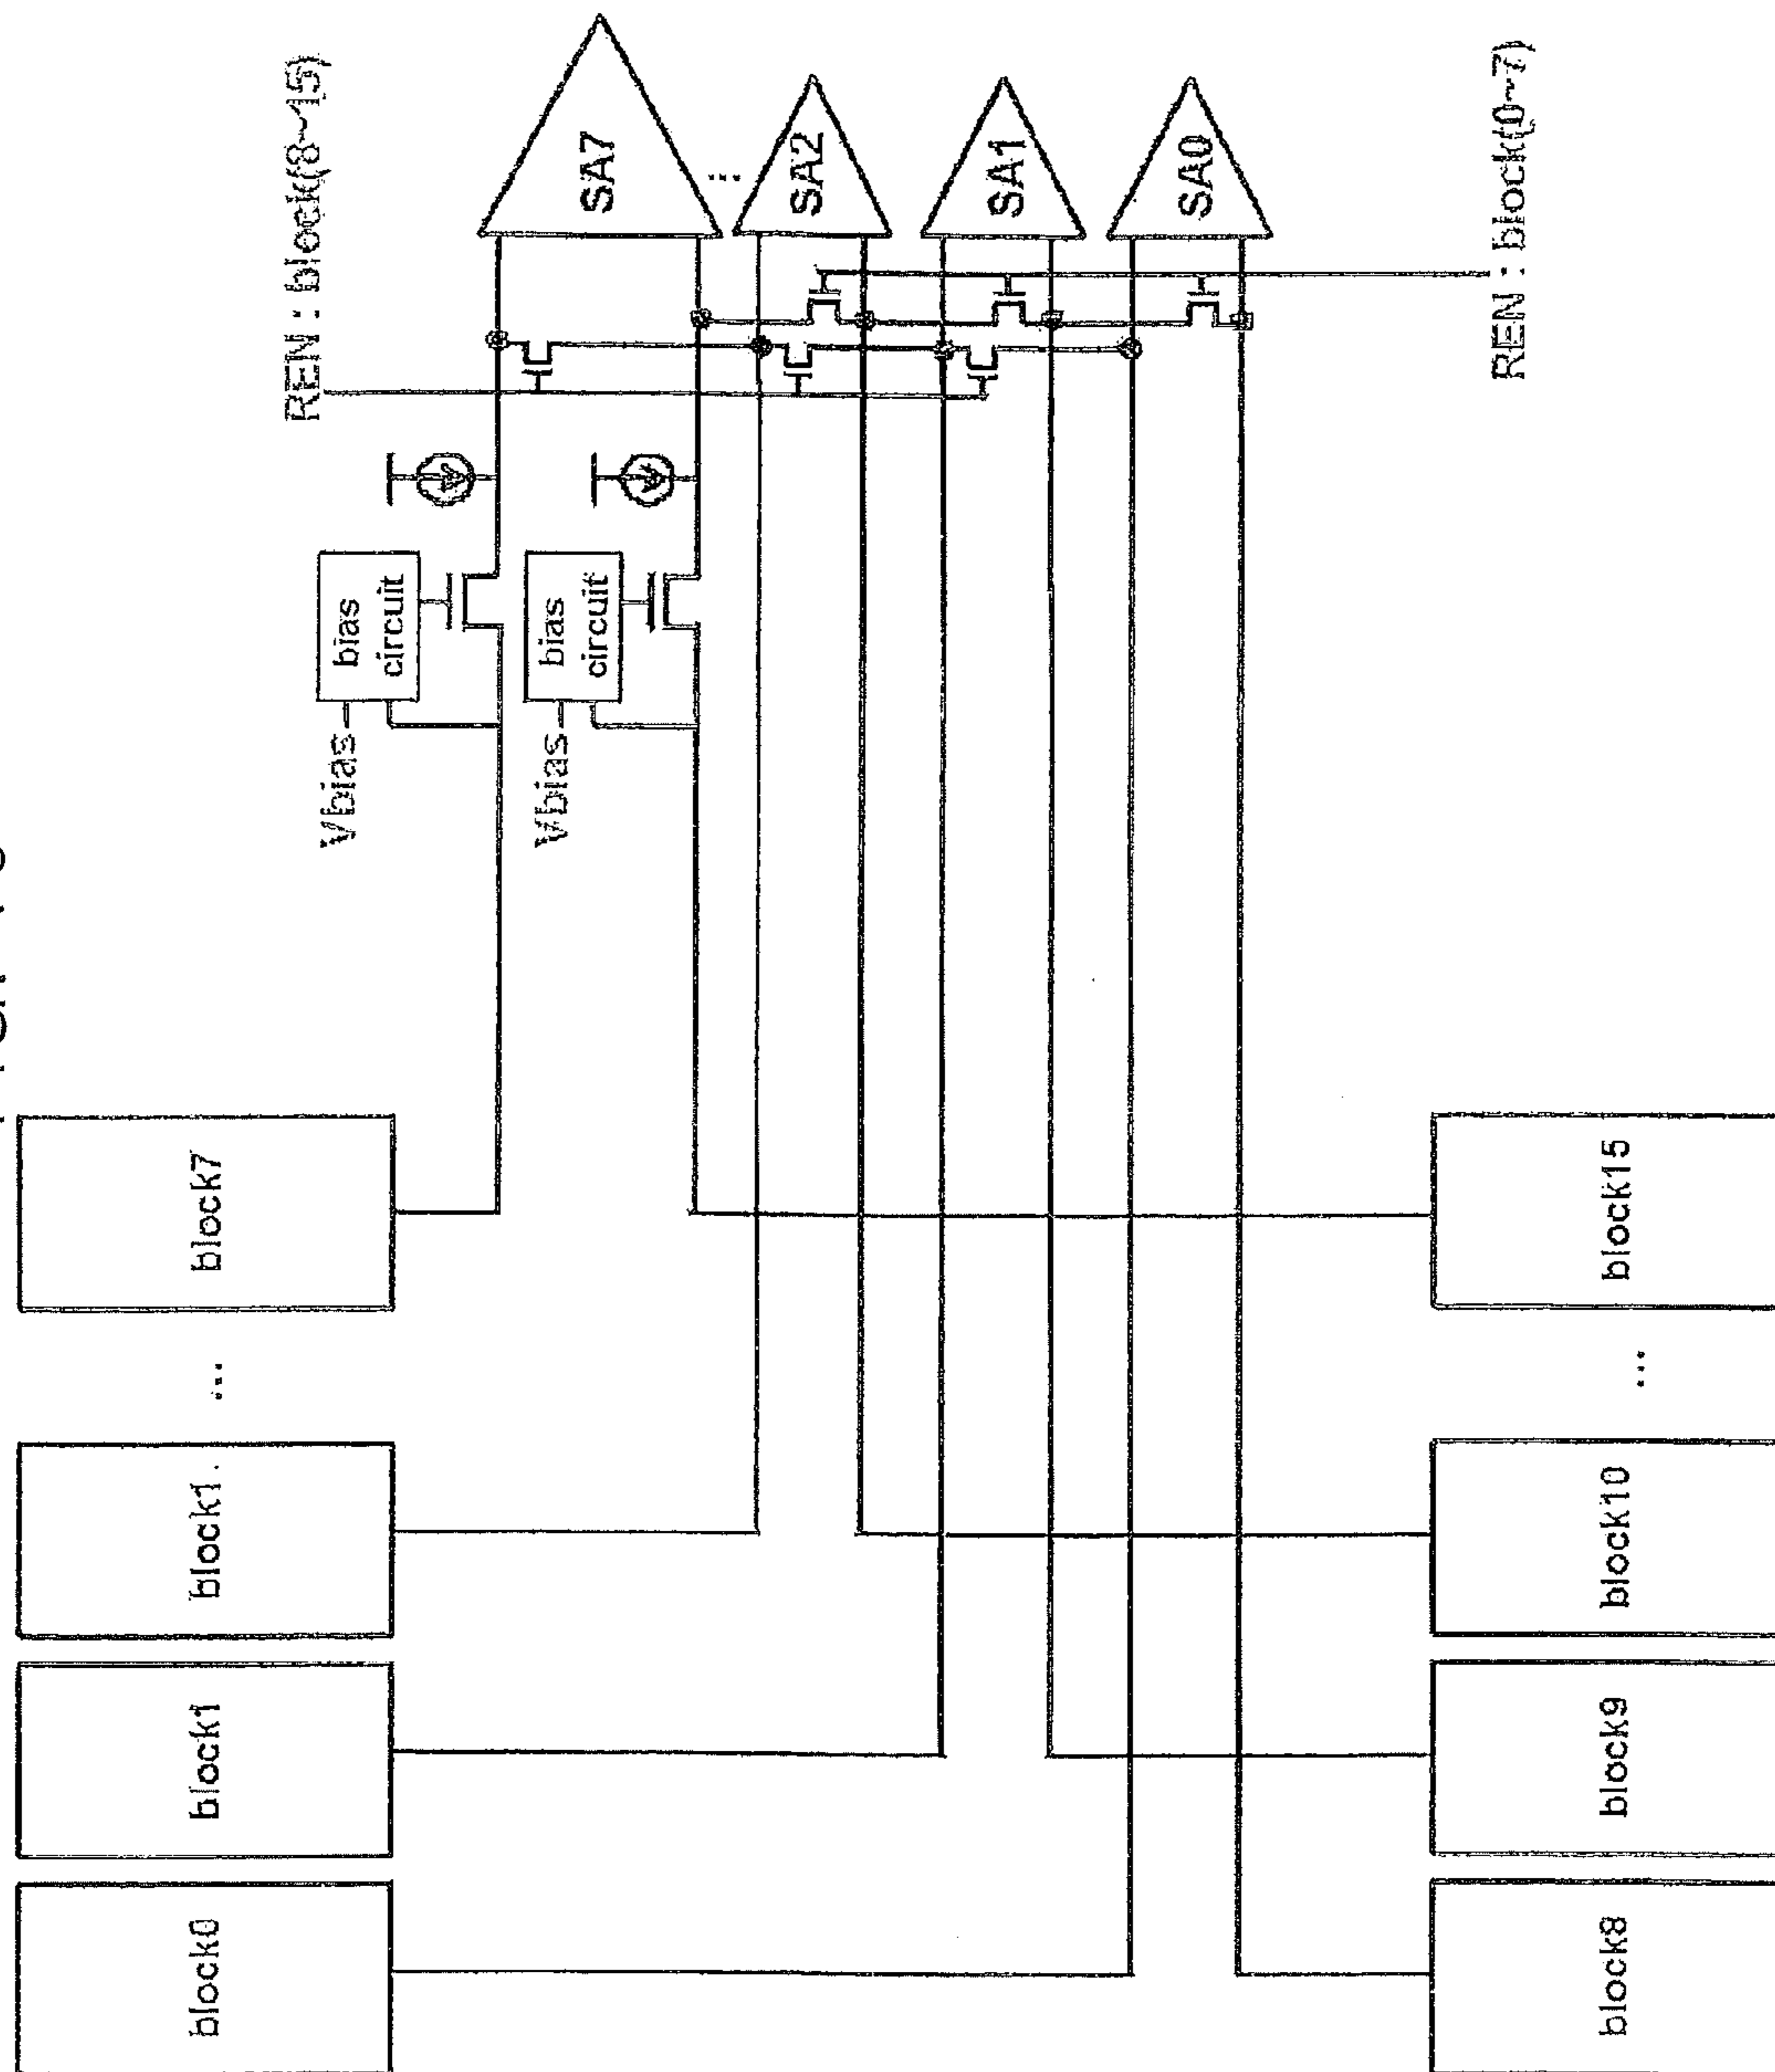 block0
block1
block1
...
block7
REN : block(8~15)
Vbias
bias
circuit
Vbias
bias
circuit
SA7
...
SA2
SA1
SA0
REN : block(0~7)
block8
block9
block10
...
block15